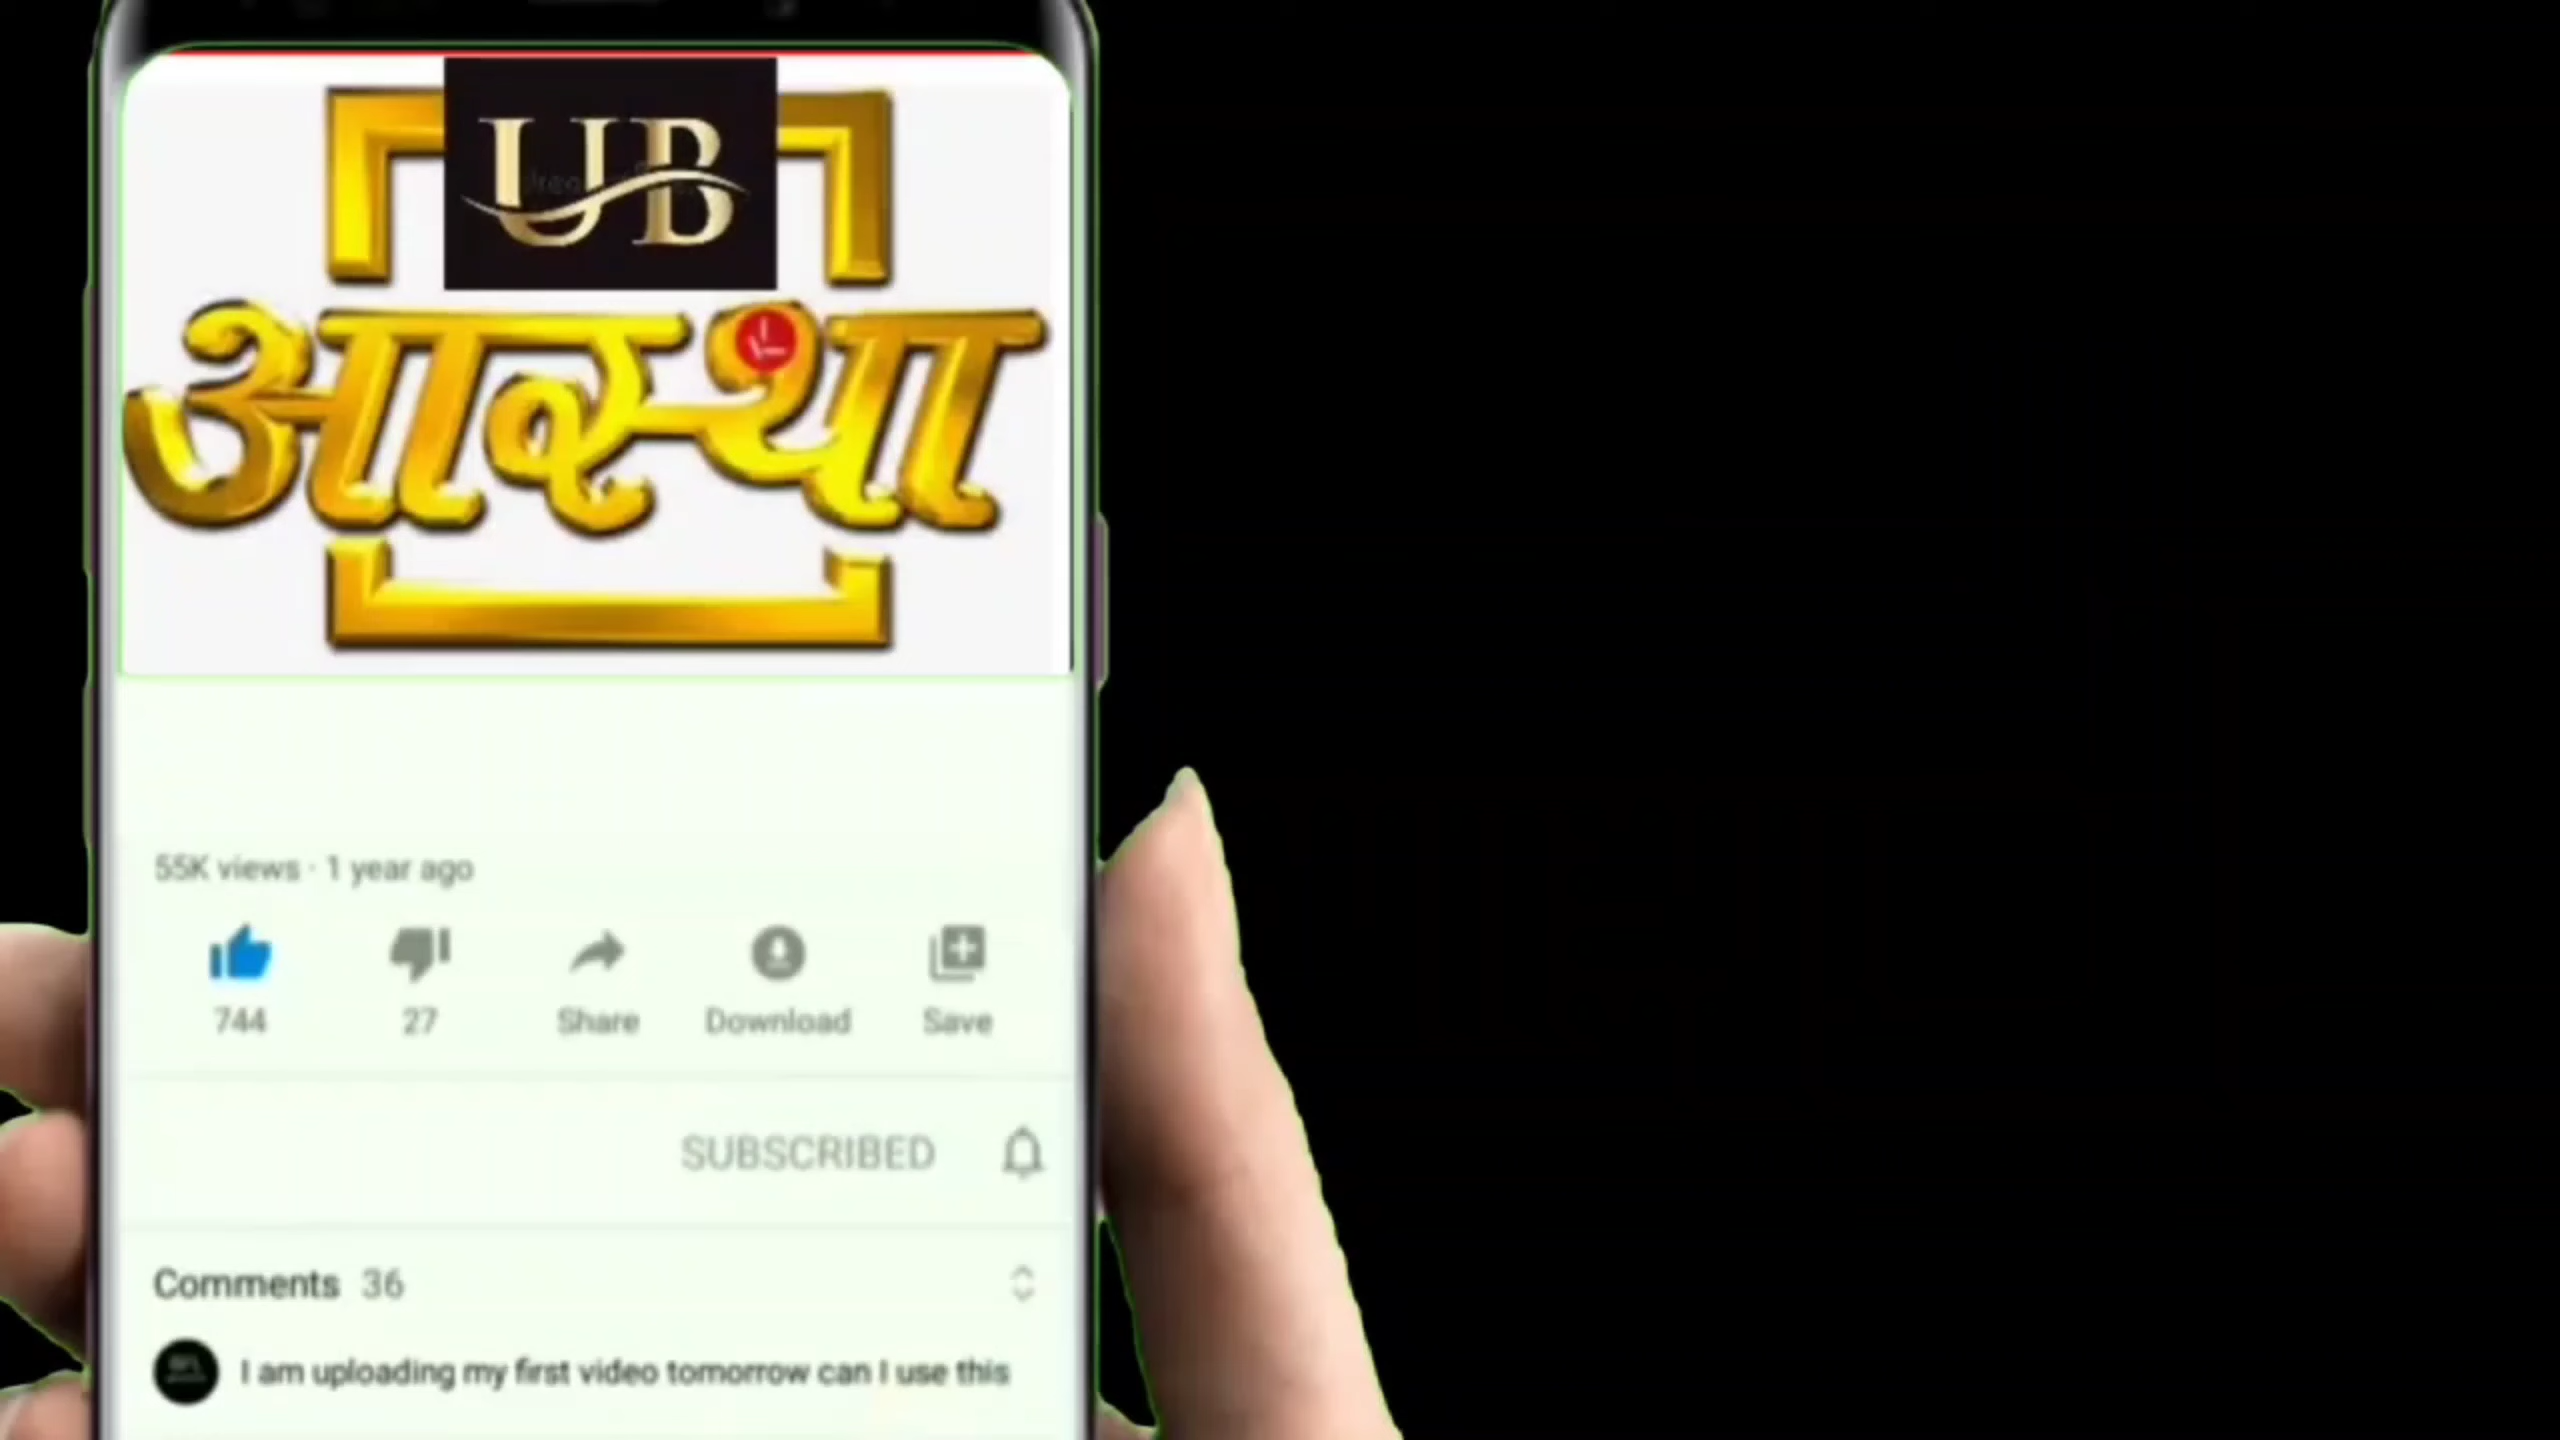 UB
आस्था
55K views · 1 year ago
744
27
Share
Download
Save
SUBSCRIBED
Comments 36
I am uploading my first video tomorrow can I use this